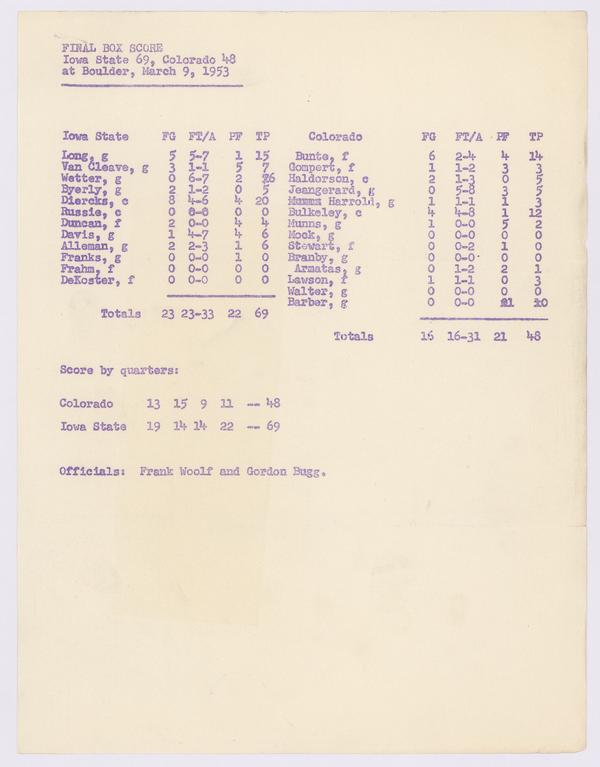 FINAL BOX SCORE
Iowa State 69, Colorado 48
at Boulder, March 9, 1953
Iowa State FG FT/A PF TP Colorado FG FT/A PF TP
Long, g 5 5-7 1 15 Bunte, f 6 2-4 4 14
Van Cleave, g 3 1-1 5 7 Gompert, f 1 1-2 3 3
Wetter, g 0 6-7 2 6 Haldorson, c 2 1-3 0 5
Byerly, g 2 1-2 0 5 Jeangerard, g 0 5-8 3 5
Diercks, c 8 4-6 4 20 Harrold, g 1 1-1 1 3
Russie, c 0 0-0 0 0 Bulkeley, c 4 4-8 1 12
Duncan, f 2 0-0 4 4 Munns, g 1 0-0 5 2
Davis, g 1 4-7 4 6 Mock, g 0 0-0 0 0
Alleman, g 2 2-3 1 6 Stewart, f 0 0-2 1 0
Franks, g 0 0-0 1 0 Branby, g 0 0-0 0 0
Frahm, f 0 0-0 0 0 Armatas, g 0 1-2 2 1
DeKoster, f 0 0-0 0 0 Lawson, f 1 1-1 0 3
Walter, g 0 0-0 0 0
Barber, g 0 0-0 1 0
Totals 23 23-33 22 69
Totals 16 16-31 21 48
Score by quarters:
Colorado 13 15 9 11 -- 48
Iowa State 19 14 14 22 -- 69
Officials: Frank Woolf and Gordon Bugg.